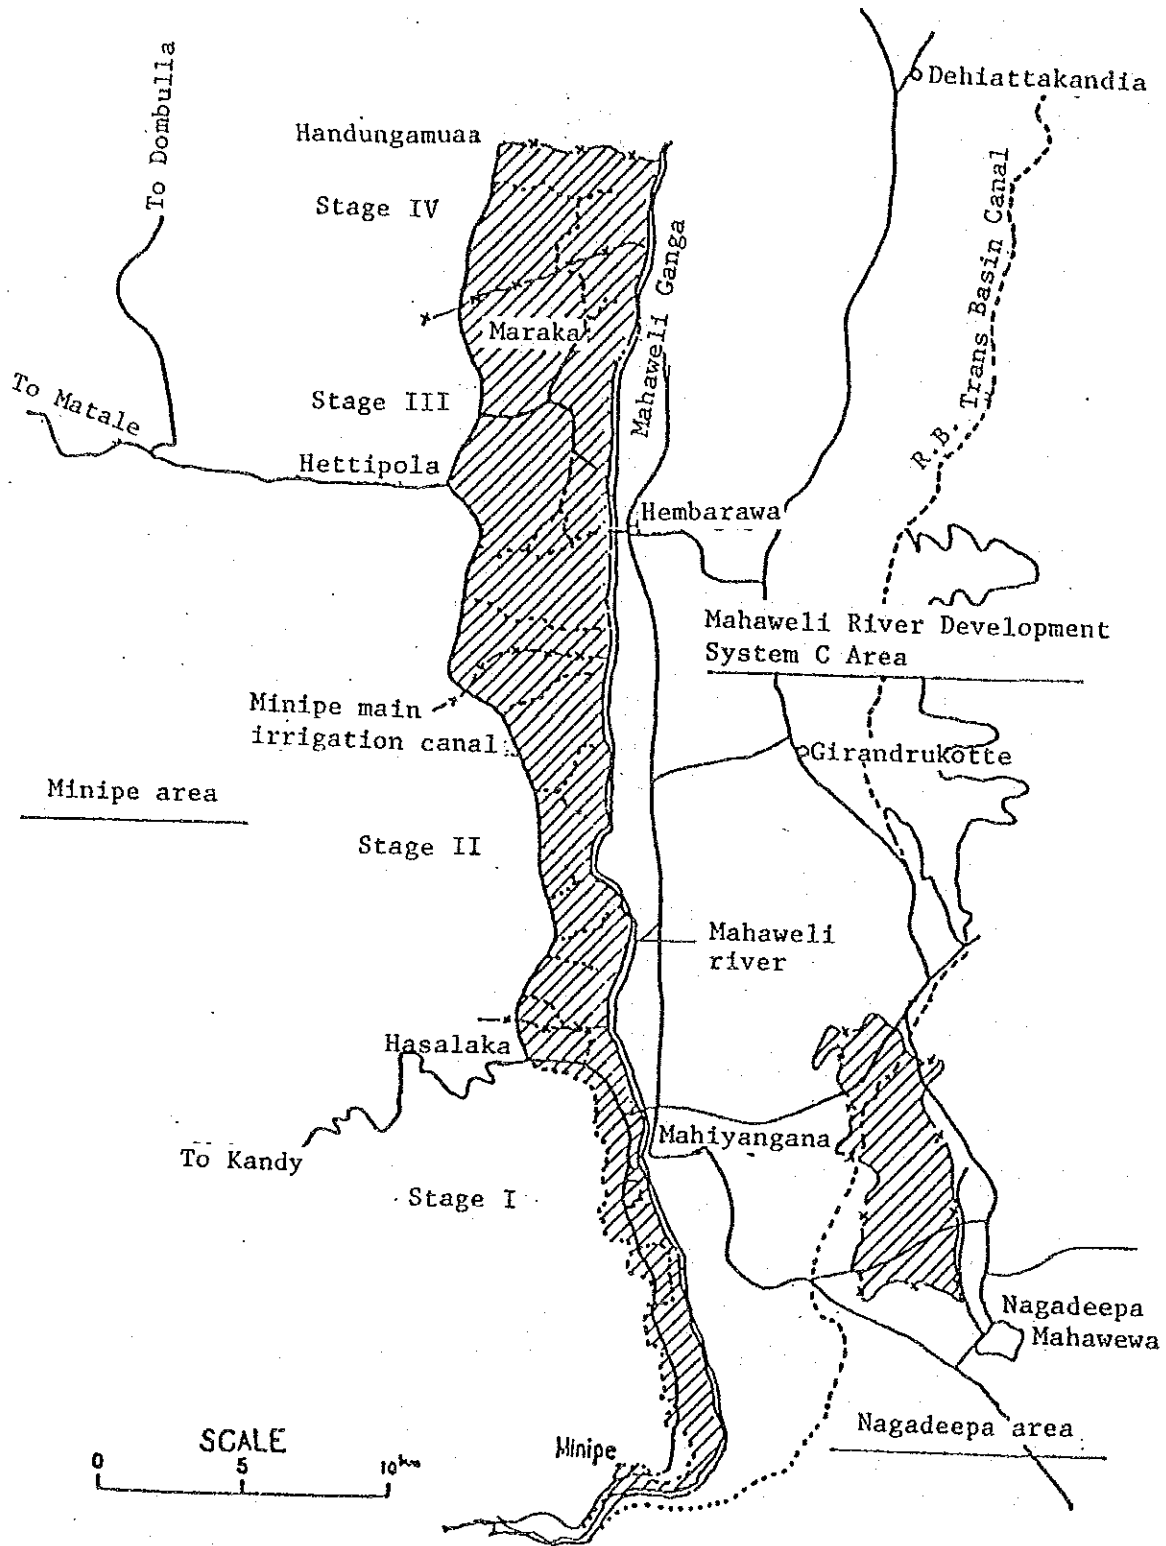 Dehiattakandia
To Dombulla
Handungamuaa
Stage IV
R.B. Trans Basin Canal
Mahaweli Ganga
Maraka
To Matale
Stage III
Hettipola
Hembarawa
Mahaweli River Development
System C Area
Minipe main
irrigation canal
Girandrukotte
Minipe area
Stage II
Mahaweli
river
Hasalaka
Mahiyangana
To Kandy
Stage I
Nagadeepa
Mahawewa
Nagadeepa area
SCALE
0 5 10km
Minipe